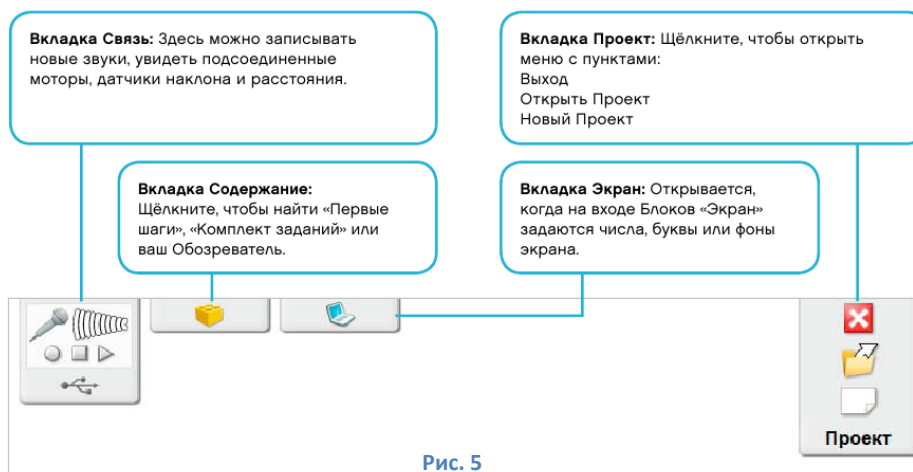 Вкладка Связь: Здесь можно записывать
новые звуки, увидеть подсоединенные
моторы, датчики наклона и расстояния.
Вкладка Проект: Щёлкните, чтобы открыть
меню с пунктами:
Выход
Открыть Проект
Новый Проект
Вкладка Содержание:
Щёлкните, чтобы найти «Первые
шаги», «Комплект заданий» или
ваш Обозреватель.
Вкладка Экран: Открывается,
когда на входе Блоков «Экран»
задаются числа, буквы или фоны
экрана.
Проект
Рис. 5